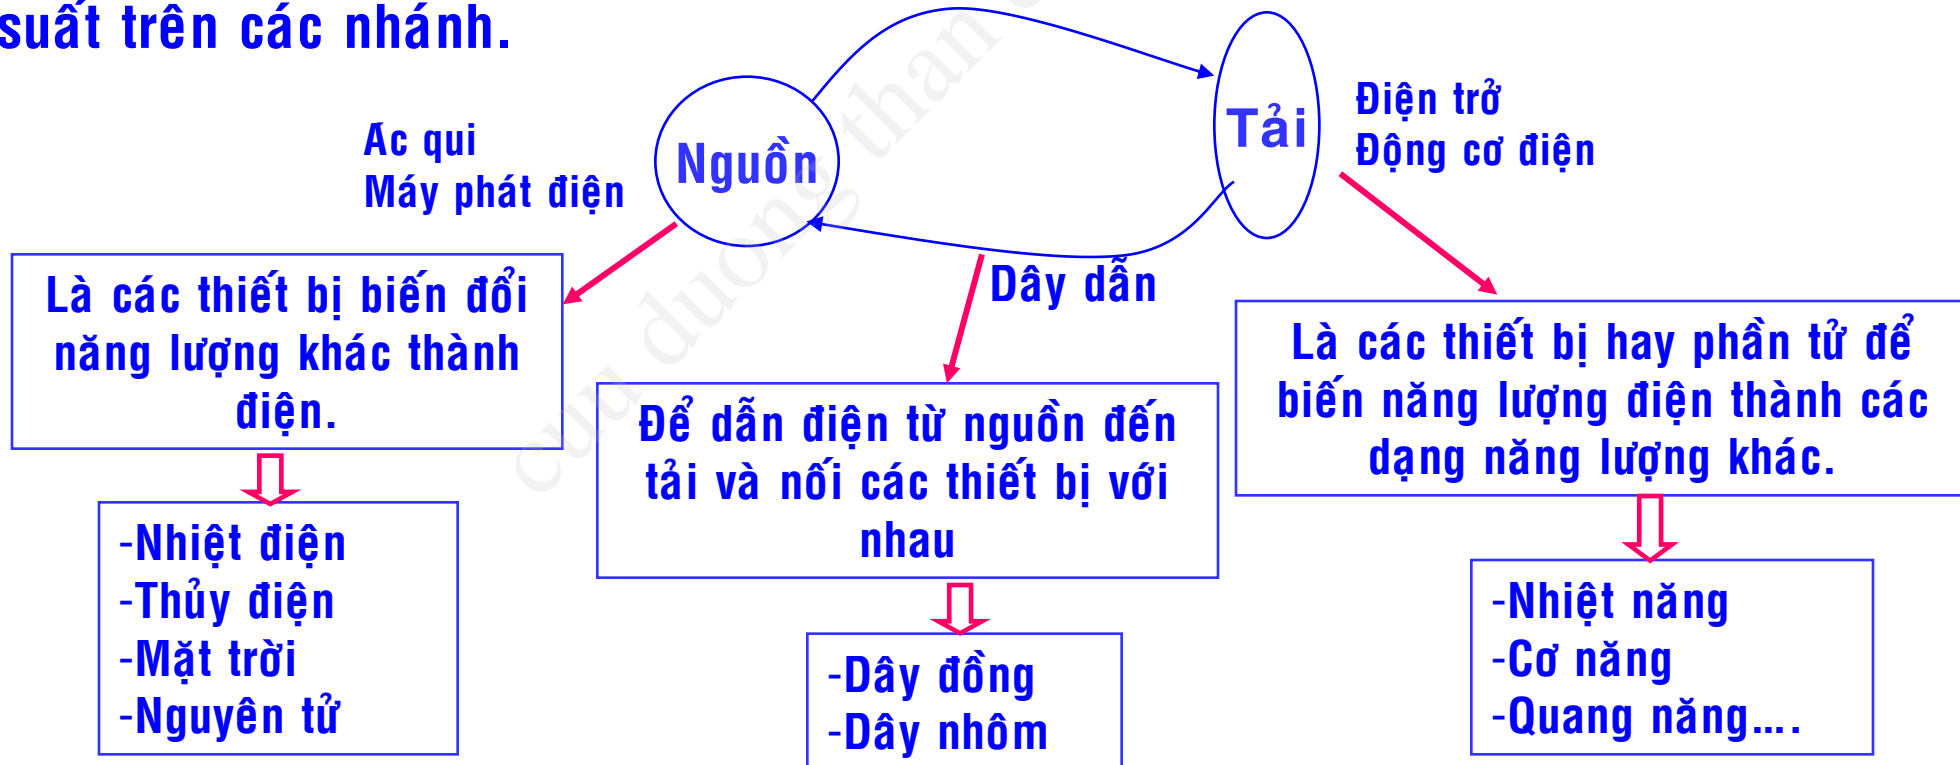 suất trên các nhánh.
Ác qui
Máy phát điện
Nguồn
Tải
Điện trở
Động cơ điện
Dây dẫn
Là các thiết bị biến đổi
năng lượng khác thành
điện.
Để dẫn điện từ nguồn đến
tải và nối các thiết bị với
nhau
Là các thiết bị hay phần tử để
biến năng lượng điện thành các
dạng năng lượng khác.
-Nhiệt điện
-Thủy điện
-Mặt trời
-Nguyên tử
-Dây đồng
-Dây nhôm
-Nhiệt năng
-Cơ năng
-Quang năng....
cuu duong than